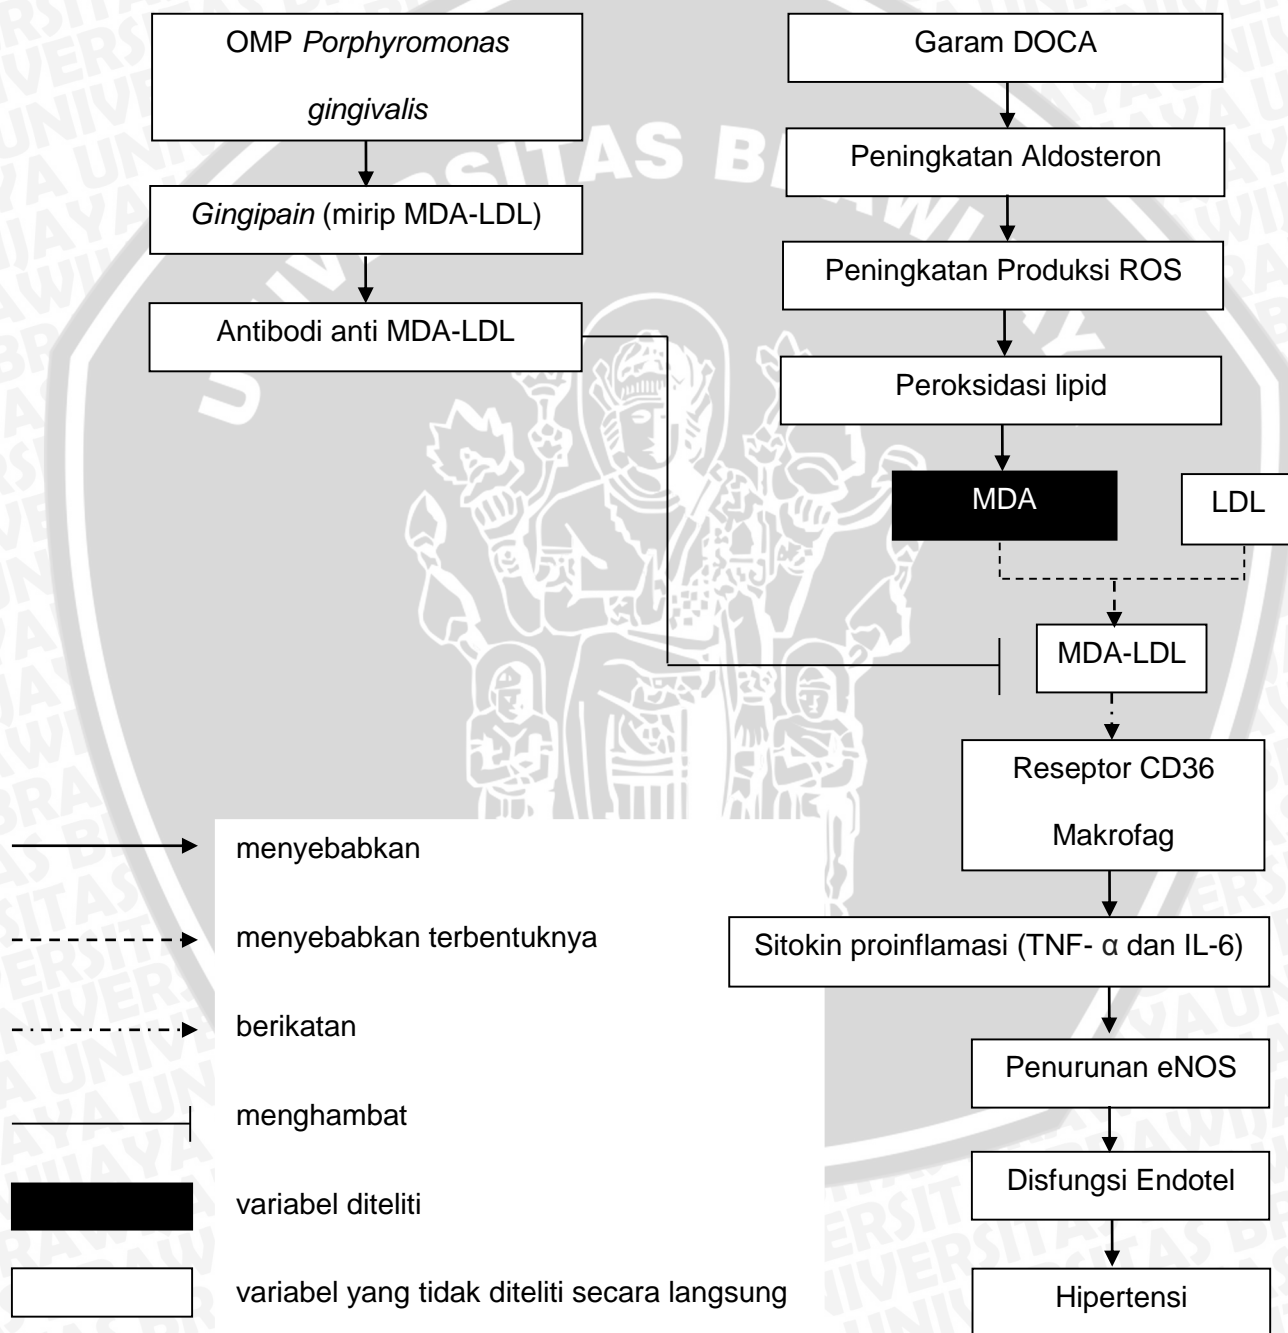 OMP Porphyromonas
gingivalis
Gingipain (mirip MDA-LDL)
Antibodi anti MDA-LDL
Garam DOCA
Peningkatan Aldosteron
Peningkatan Produksi ROS
Peroksidasi lipid
MDA
LDL
MDA-LDL
Reseptor CD36
Makrofag
Sitokin proinflamasi (TNF- α dan IL-6)
Penurunan eNOS
Disfungsi Endotel
Hipertensi
menyebabkan
menyebabkan terbentuknya
berikatan
menghambat
variabel diteliti
variabel yang tidak diteliti secara langsung
UNIVERSITAS BRAWIJAYA